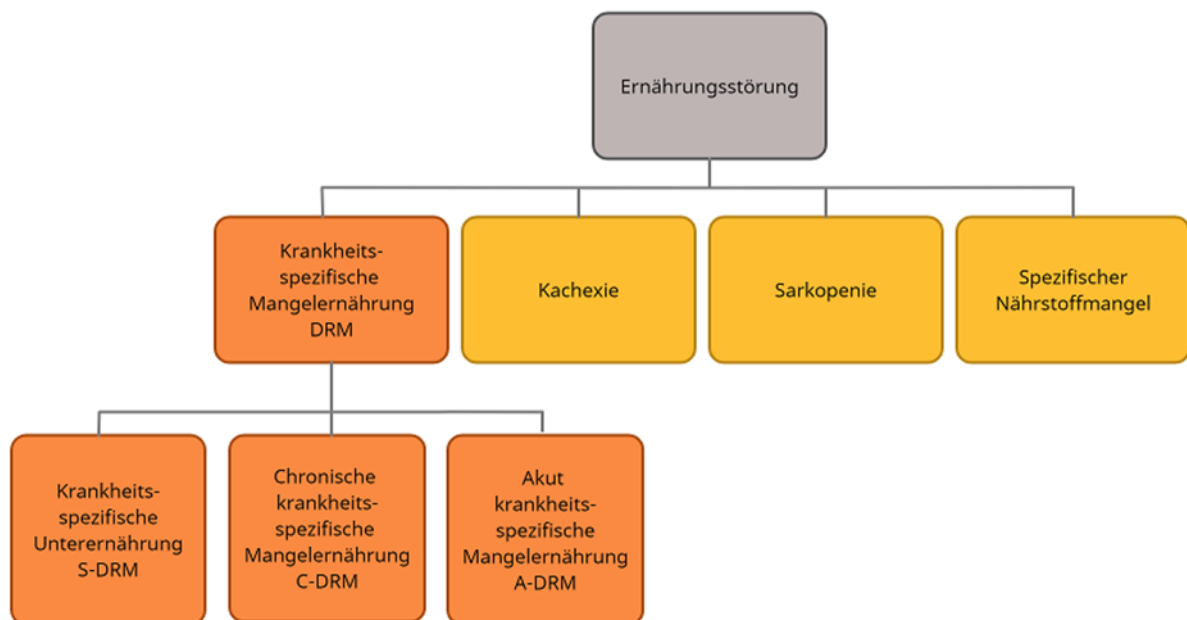 Ernährungsstörung
Krankheits-
spezifische
Mangelernährung
DRM
Kachexie
Sarkopenie
Spezifischer
Nährstoffmangel
Krankheits-
spezifische
Unterernährung
S-DRM
Chronische
krankheits-
spezifische
Mangelernährung
C-DRM
Akut
krankheits-
spezifische
Mangelernährung
A-DRM